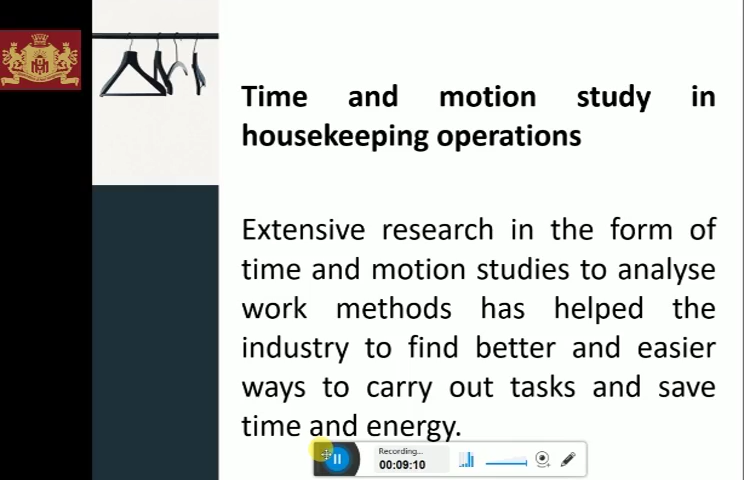 Time and motion study in
housekeeping operations
Extensive research in the form of
time and motion studies to analyse
work methods has helped the
industry to find better and easier
ways to carry out tasks and save
time and energy.
Recording...
00:09:10